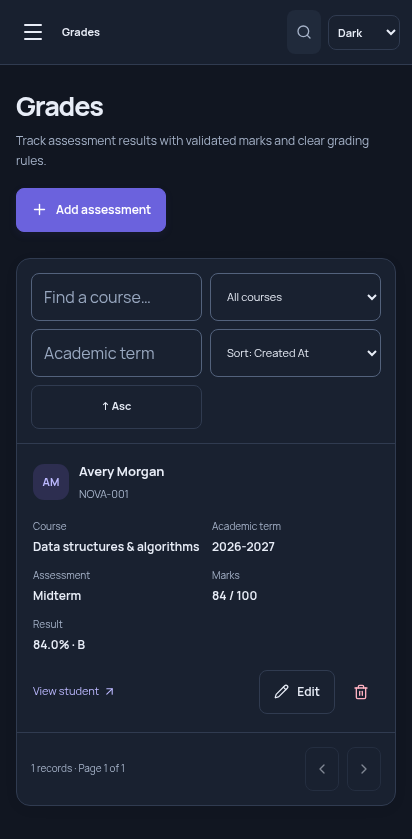 Grades
Dark
Grades
Track assessment results with validated marks and clear grading
rules.
+ Add assessment
Find a course...
All courses
Academic term
Sort: Created At
↑ Asc
AM
Avery Morgan
NOVA-001
Course
Academic term
Data structures & algorithms
2026-2027
Assessment
Marks
Midterm
84 / 100
Result
84.0% · B
View student
Edit
1 records · Page 1 of 1